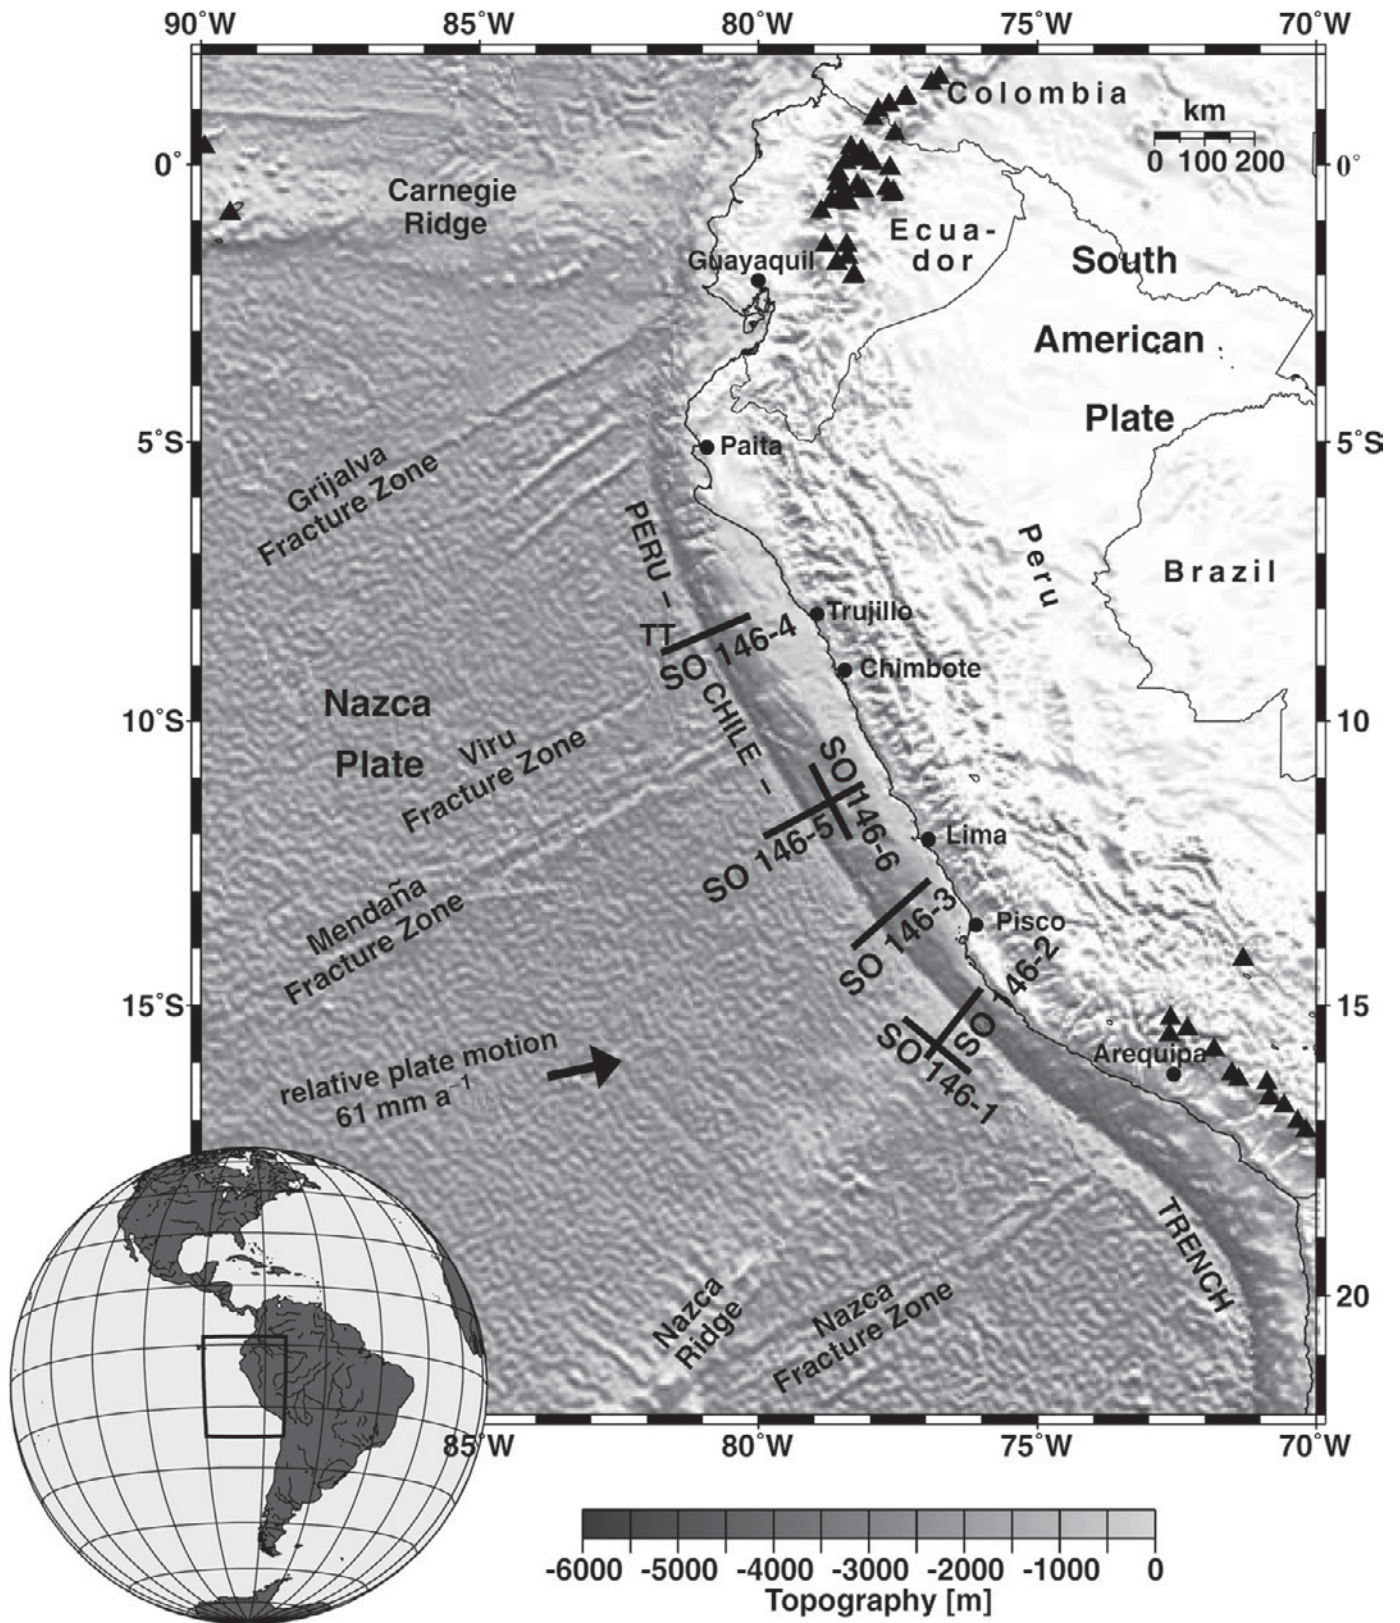 90°W
85°W
80°W
75°W
70°W
Colombia
km
0 100 200
0°
0°
Carnegie
Ridge
Ecua-
dor
Guayaquil
South
American
Plate
5°S
5°S
Paita
Grijalva
Fracture Zone
PERU –
Peru
Brazil
Trujillo
TT
SO 146-4
Chimbote
CHILE –
Nazca
Plate
10°S
10
Viru
Fracture Zone
SO 146-6
SO 146-5
Lima
Mendaña
Fracture Zone
SO 146-3
Pisco
SO 146-2
15°S
15
SO 146-1
Arequipa
relative plate motion
61 mm a⁻¹
TRENCH
20
Nazca
Ridge
Nazca
Fracture Zone
85°W
80°W
75°W
70°W
-6000 -5000 -4000 -3000 -2000 -1000 0
Topography [m]